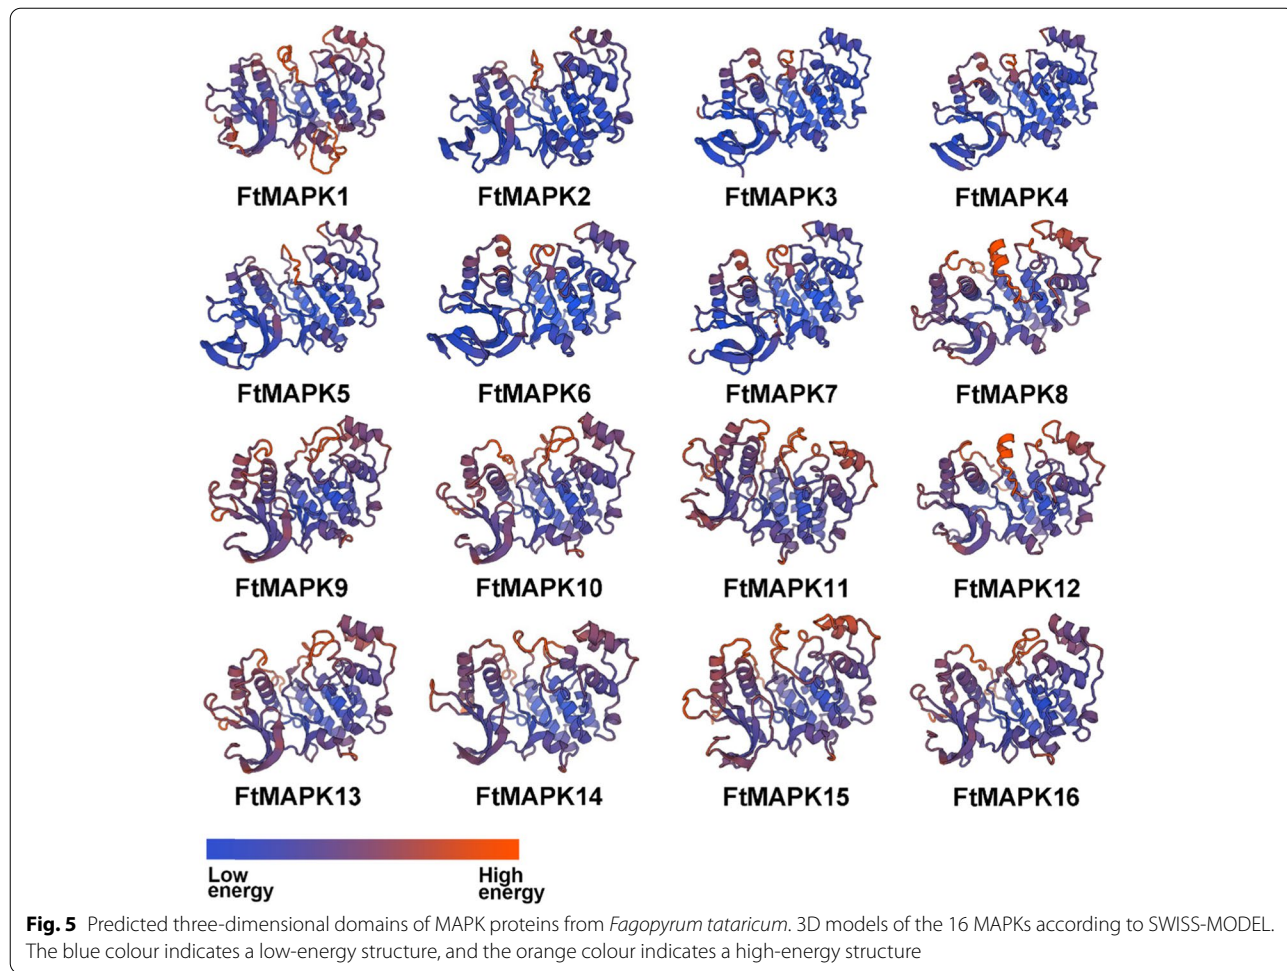 FtMAPK1 FtMAPK2 FtMAPK3 FtMAPK4
FtMAPK5 FtMAPK6 FtMAPK7 FtMAPK8
FtMAPK9 FtMAPK10 FtMAPK11 FtMAPK12
FtMAPK13 FtMAPK14 FtMAPK15 FtMAPK16
Low High
energy energy
Fig. 5 Predicted three-dimensional domains of MAPK proteins from Fagopyrum tataricum. 3D models of the 16 MAPKs according to SWISS-MODEL.
The blue colour indicates a low-energy structure, and the orange colour indicates a high-energy structure